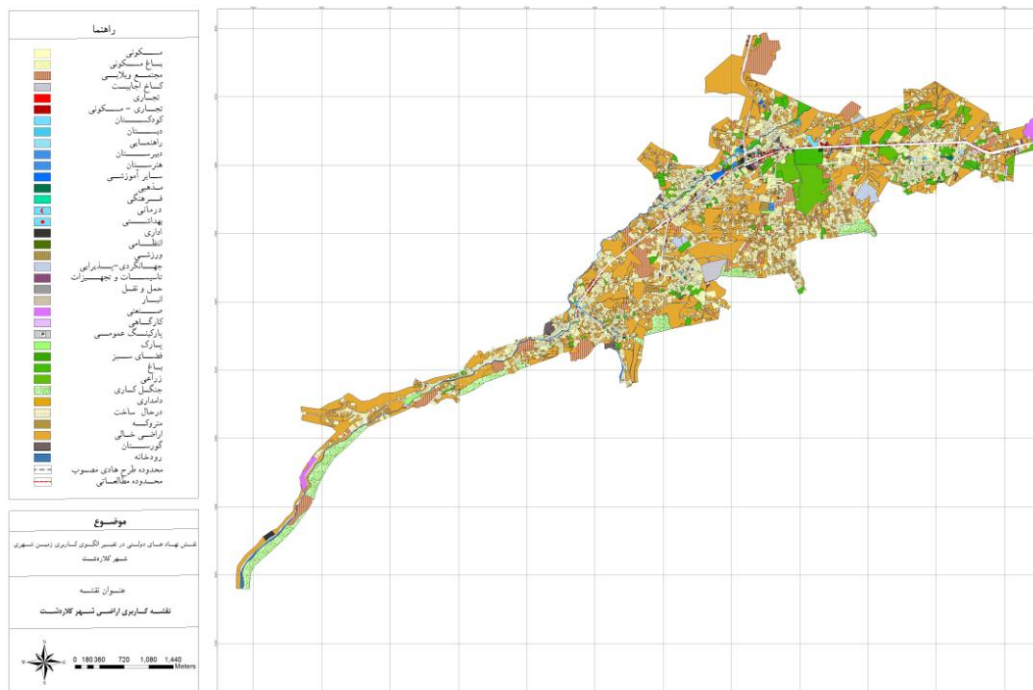 راهنما
مسکونی
باغ مسکونی
مجتمع ویلایی
کاخ اجابیت
تجاری
تجاری - مسکونی
کودکستان
دبستان
راهنمایی
دبیرستان
هنرستان
سایر آموزشی
مذهبی
فرهنگی
درمانی
بهداشتی
اداری
انتظامی
ورزشی
جهانگردی-پذیرایی
تاسیسات و تجهیزات
حمل و نقل
انبار
صنعتی
کارگاهی
پارکینگ عمومی
پارک
فضای سبز
باغ
زراعی
جنگل کاری
دامداری
درحال ساخت
متروکه
اراضی خالی
گورستان
رودخانه
محدوده طرح هادی مصوب
محدوده مطالعاتی
موضوع
نقش نهاد های دولتی در تغییر الگوی کاربری زمین شهری
شهر کلاردشت
عنوان نقشه
نقشه کاربری اراضی شهر کلاردشت
N
W
E
S
0 180 360 720 1,080 1,440
Meters